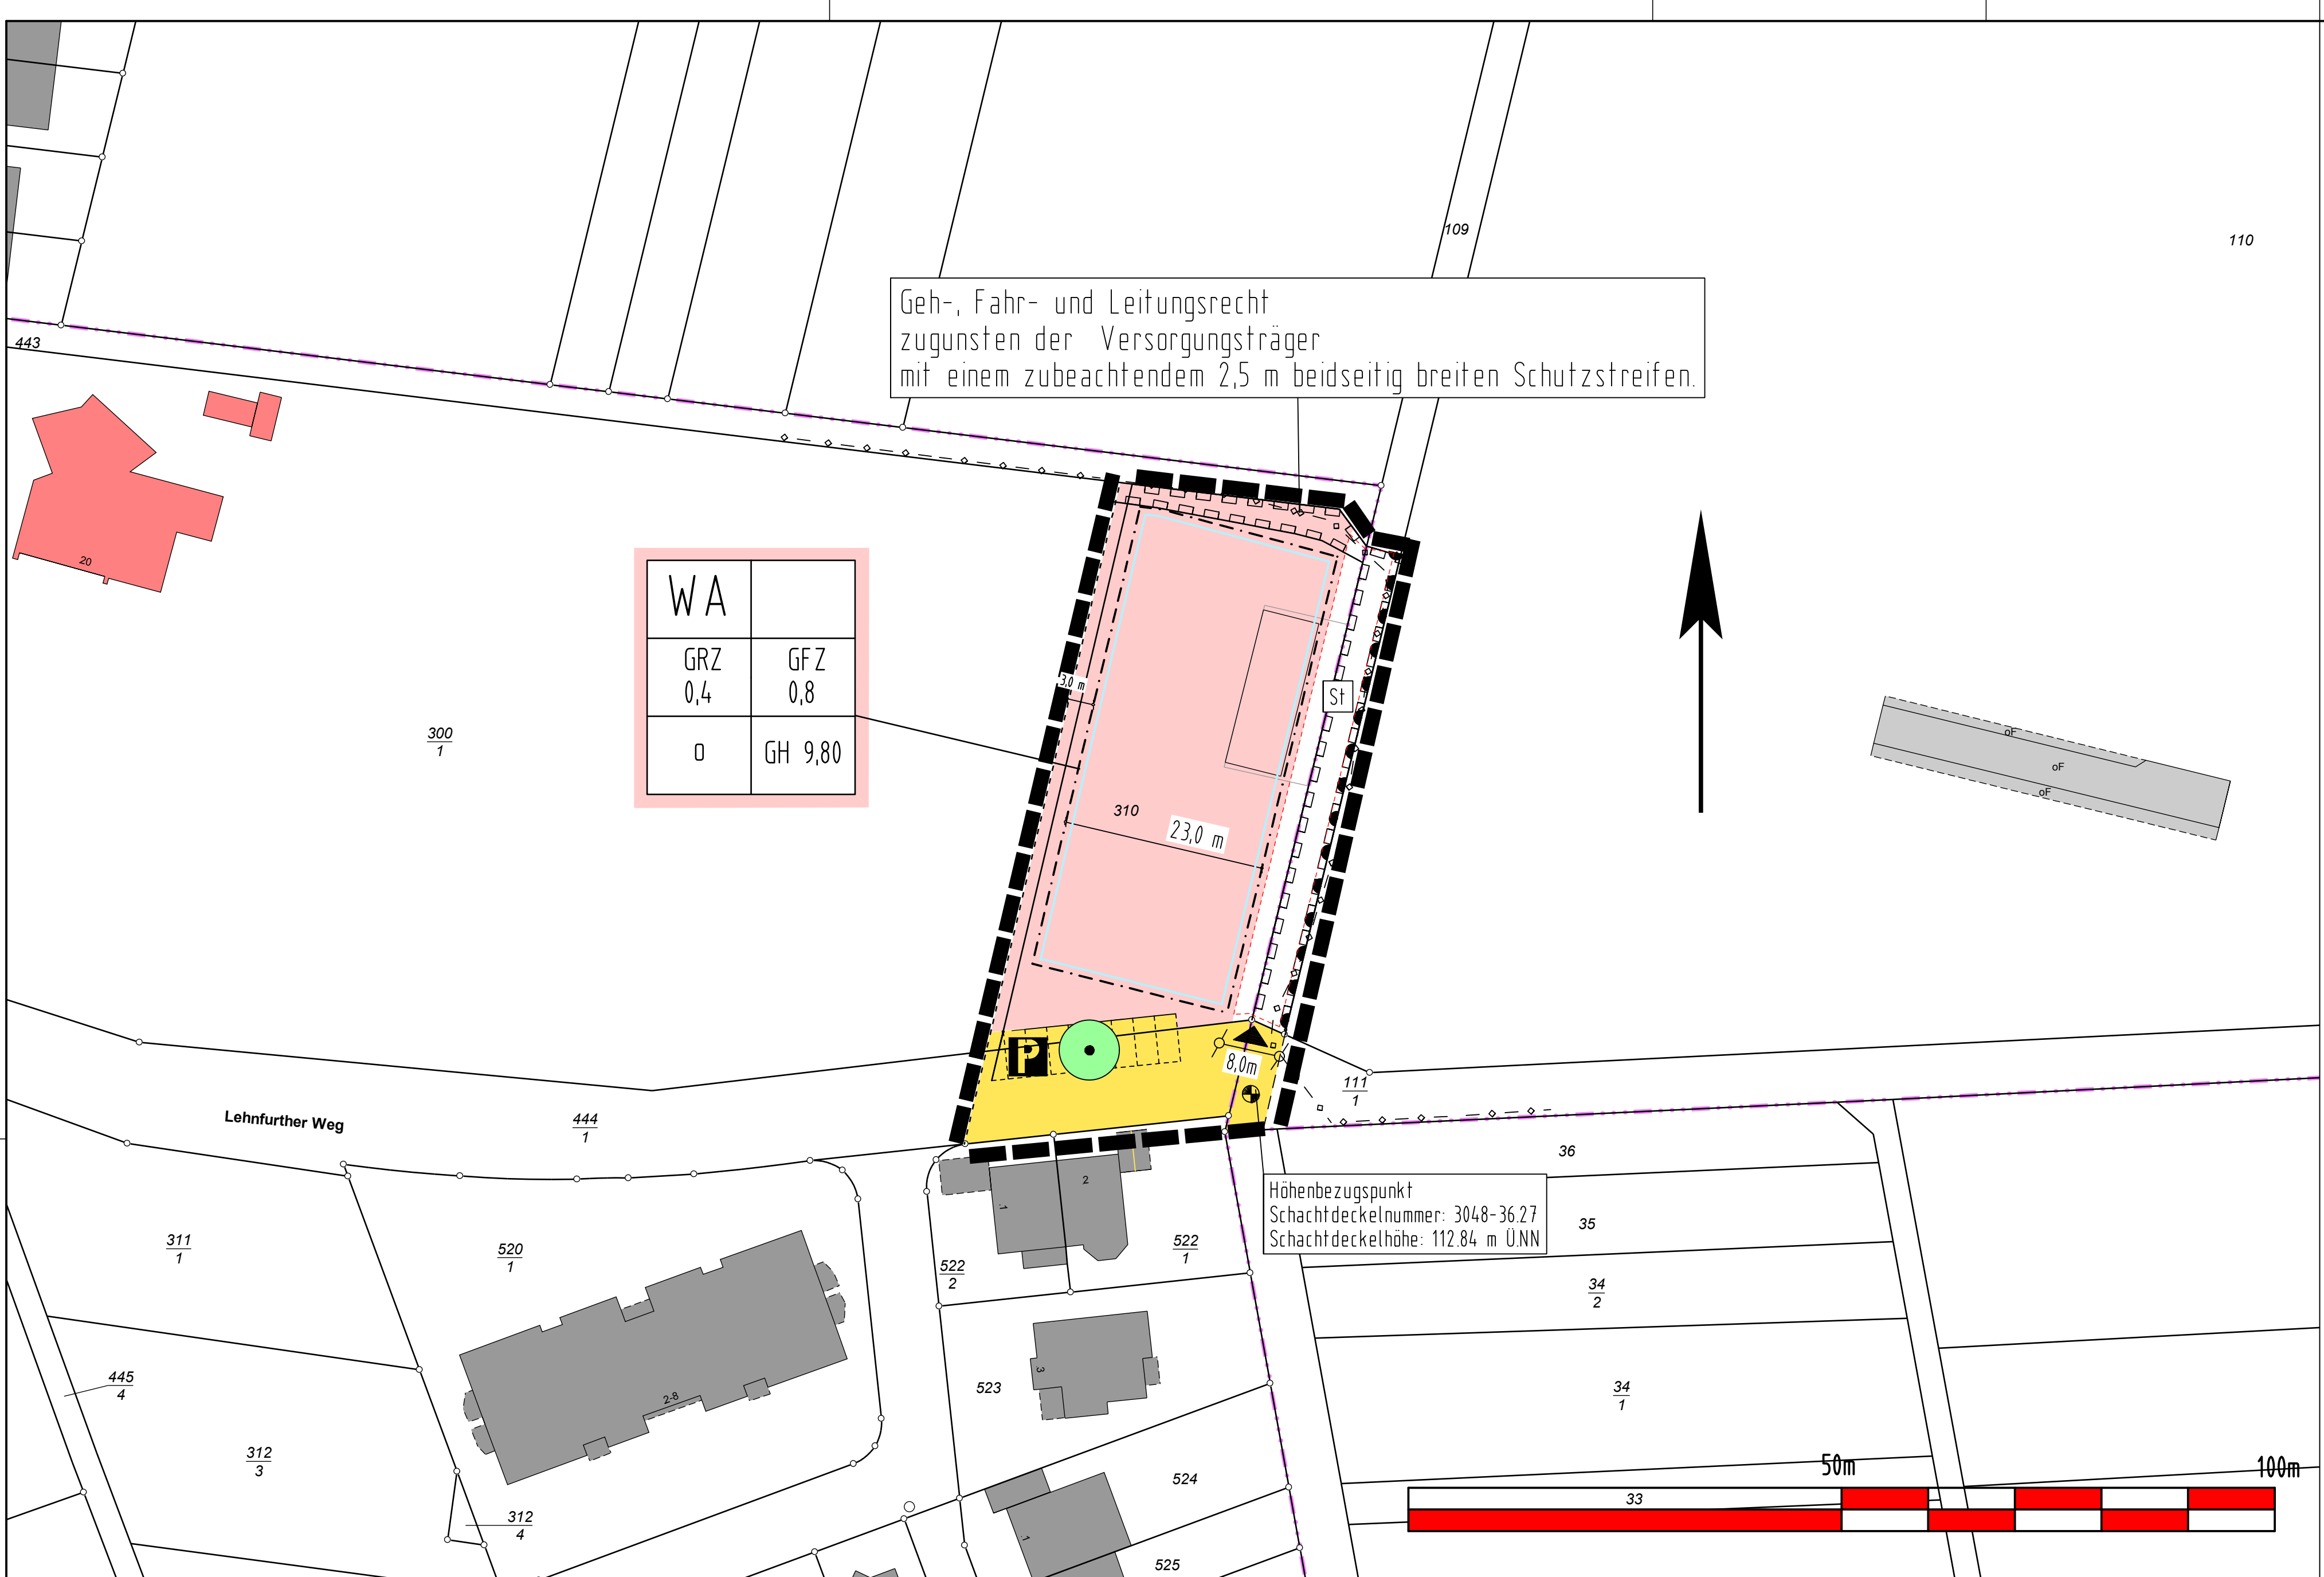 109
110
Geh-, Fahr- und Leitungsrecht
zugunsten der Versorgungsträger
mit einem zubeachtendem 2,5 m beidseitig breiten Schutzstreifen.
443
20
WA
GRZ GFZ
0,4 0,8
o GH 9,80
300
1
3,0 m
St
310
23,0 m
oF
oF
oF
P
8,0m
111
1
Lehnfurther Weg
444
1
36
2
1
Höhenbezugspunkt
Schachtdeckelnummer: 3048-36.27
Schachtdeckelhöhe: 112.84 m Ü.NN
35
311
1
520
1
522
1
522
2
34
2
445
4
2-8
3
523
34
1
312
3
524
50m
100m
33
312
4
1
525